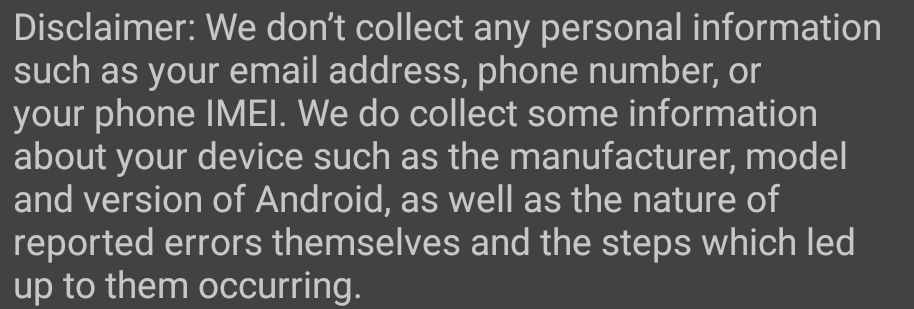 Disclaimer: We don’t collect any personal information
such as your email address, phone number, or
your phone IMEI. We do collect some information
about your device such as the manufacturer, model
and version of Android, as well as the nature of
reported errors themselves and the steps which led
up to them occurring.